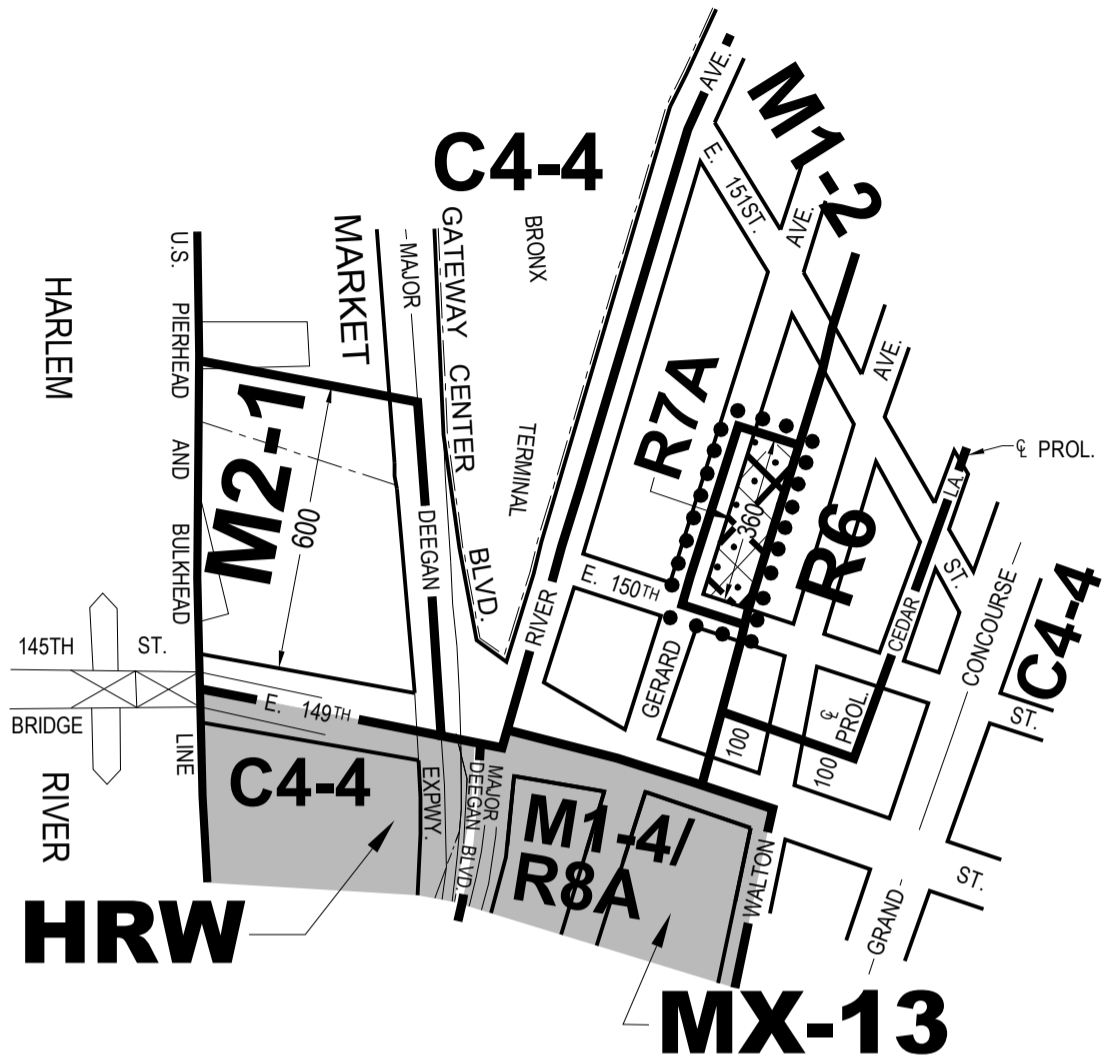 AVE.
M1-2
C4-4
E. 151ST.
AVE.
BRONX
GATEWAY CENTER BLVD.
MAJOR
MARKET
U.S. PIERHEAD AND BULKHEAD LINE
HARLEM
AVE.
R7A
M2-1
600
TERMINAL
DEEGAN
360
R6
℄ PROL.
LA.
ST.
CONCOURSE
C4-4
E. 150TH
RIVER
GERARD
CEDAR
145TH ST.
BRIDGE
E. 149TH
100
℄ PROL.
100
ST.
RIVER
C4-4
EXPWY.
MAJOR
DEEGAN BLVD.
M1-4/
R8A
WALTON
GRAND
ST.
HRW
MX-13